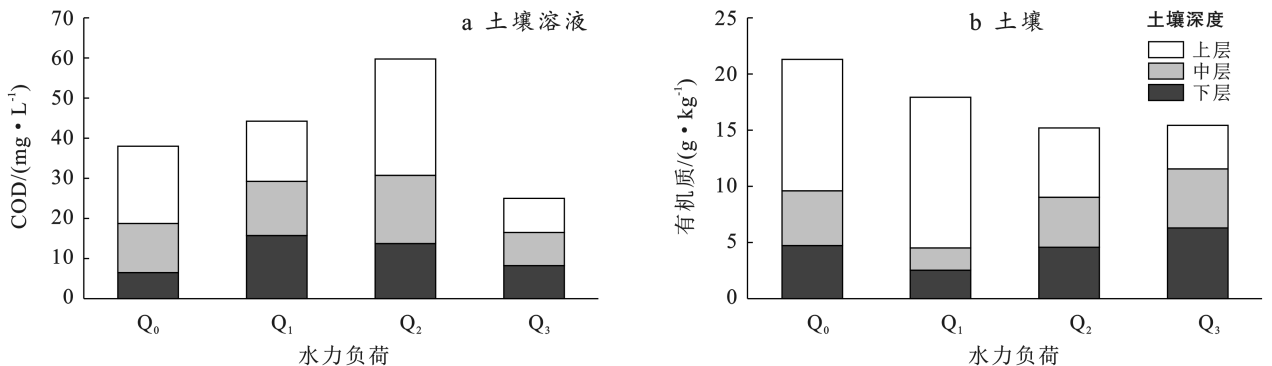 a 土壤溶液
COD/(mg·L⁻¹)
70
60
50
40
30
20
10
0
Q₀ Q₁ Q₂ Q₃
水力负荷
b 土壤
土壤深度
上层
中层
下层
有机质/(g·kg⁻¹)
25
20
15
10
5
0
Q₀ Q₁ Q₂ Q₃
水力负荷